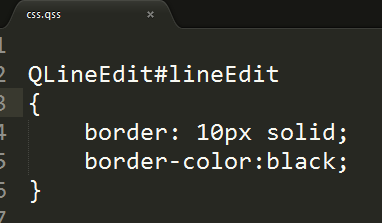 css.qss ×
1
2 QLineEdit#lineEdit
3 {
4 border: 10px solid;
5 border-color:black;
6 }
7